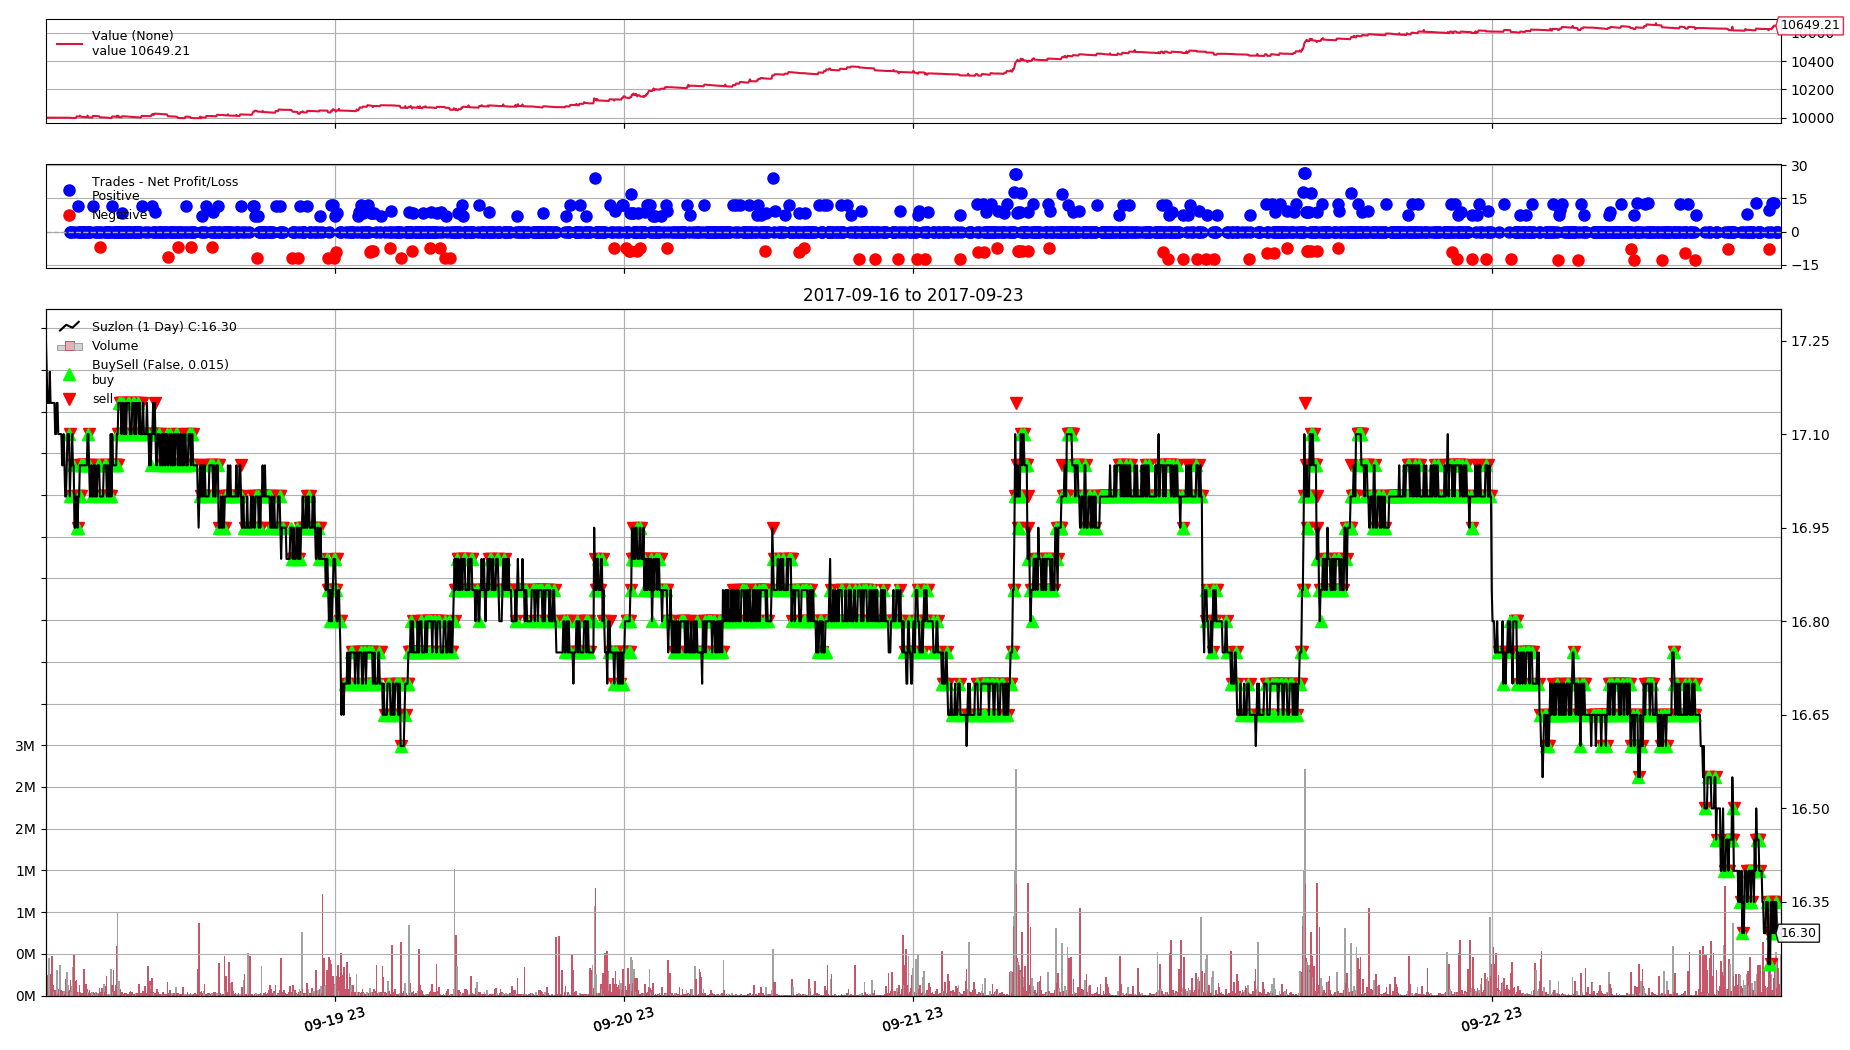 Value (None)
value 10649.21
10649.21
10400
10200
10000
Trades - Net Profit/Loss
Positive
Negative
30
15
0
−15
2017-09-16 to 2017-09-23
Suzlon (1 Day) C:16.30
Volume
BuySell (False, 0.015)
buy
sell
17.25
17.10
16.95
16.80
16.65
16.50
16.35
16.30
3M
2M
2M
1M
1M
0M
0M
09-19 23
09-20 23
09-21 23
09-22 23